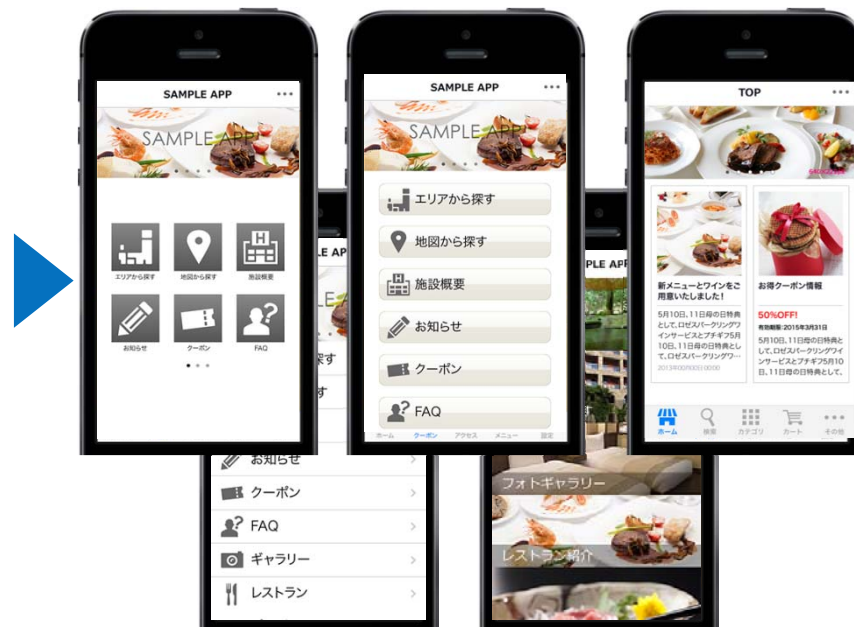 SAMPLE APP
SAMPLE APP
エリアから探す
地図から探す
施設概要
お知らせ
クーポン
FAQ
SAMPLE APP
SAMPLE APP
エリアから探す
地図から探す
施設概要
お知らせ
クーポン
FAQ
ホーム
クーポン
アクセス
メニュー
設定
TOP
新メニューとワインをご
用意いたしました!
5月10日、11日母の日特典
として、ロゼスパークリングワ
インサービスとプチギフ5月
10日、11日母の日特典とし
て、ロゼスパークリングワ…
お得クーポン情報
50%OFF!
有効期限:2015年3月31日
5月10日、11日母の日特典と
して、ロゼスパークリングワイ
ンサービスとプチギフ5月10
日、11日母の日特典として、
ホーム
検索
カテゴリ
カート
その他
LE APP
探す
す
お知らせ
クーポン
FAQ
ギャラリー
レストラン
PLE APP
フォトギャラリー
レストラン紹介